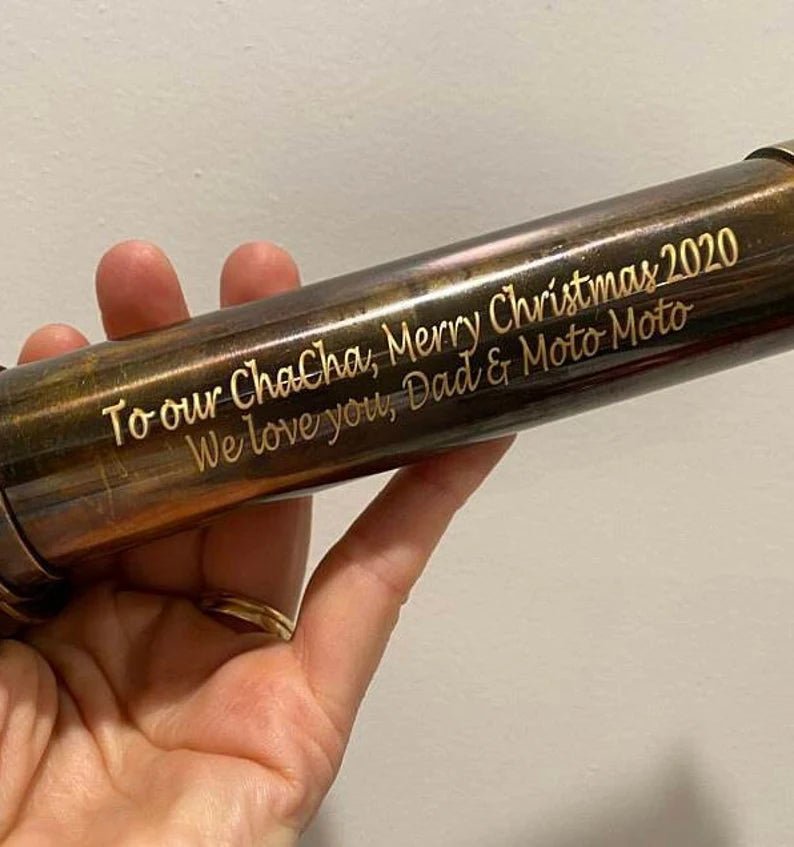 To our ChaCha, Merry Christmas 2020
We love you, Dad & Moto Moto